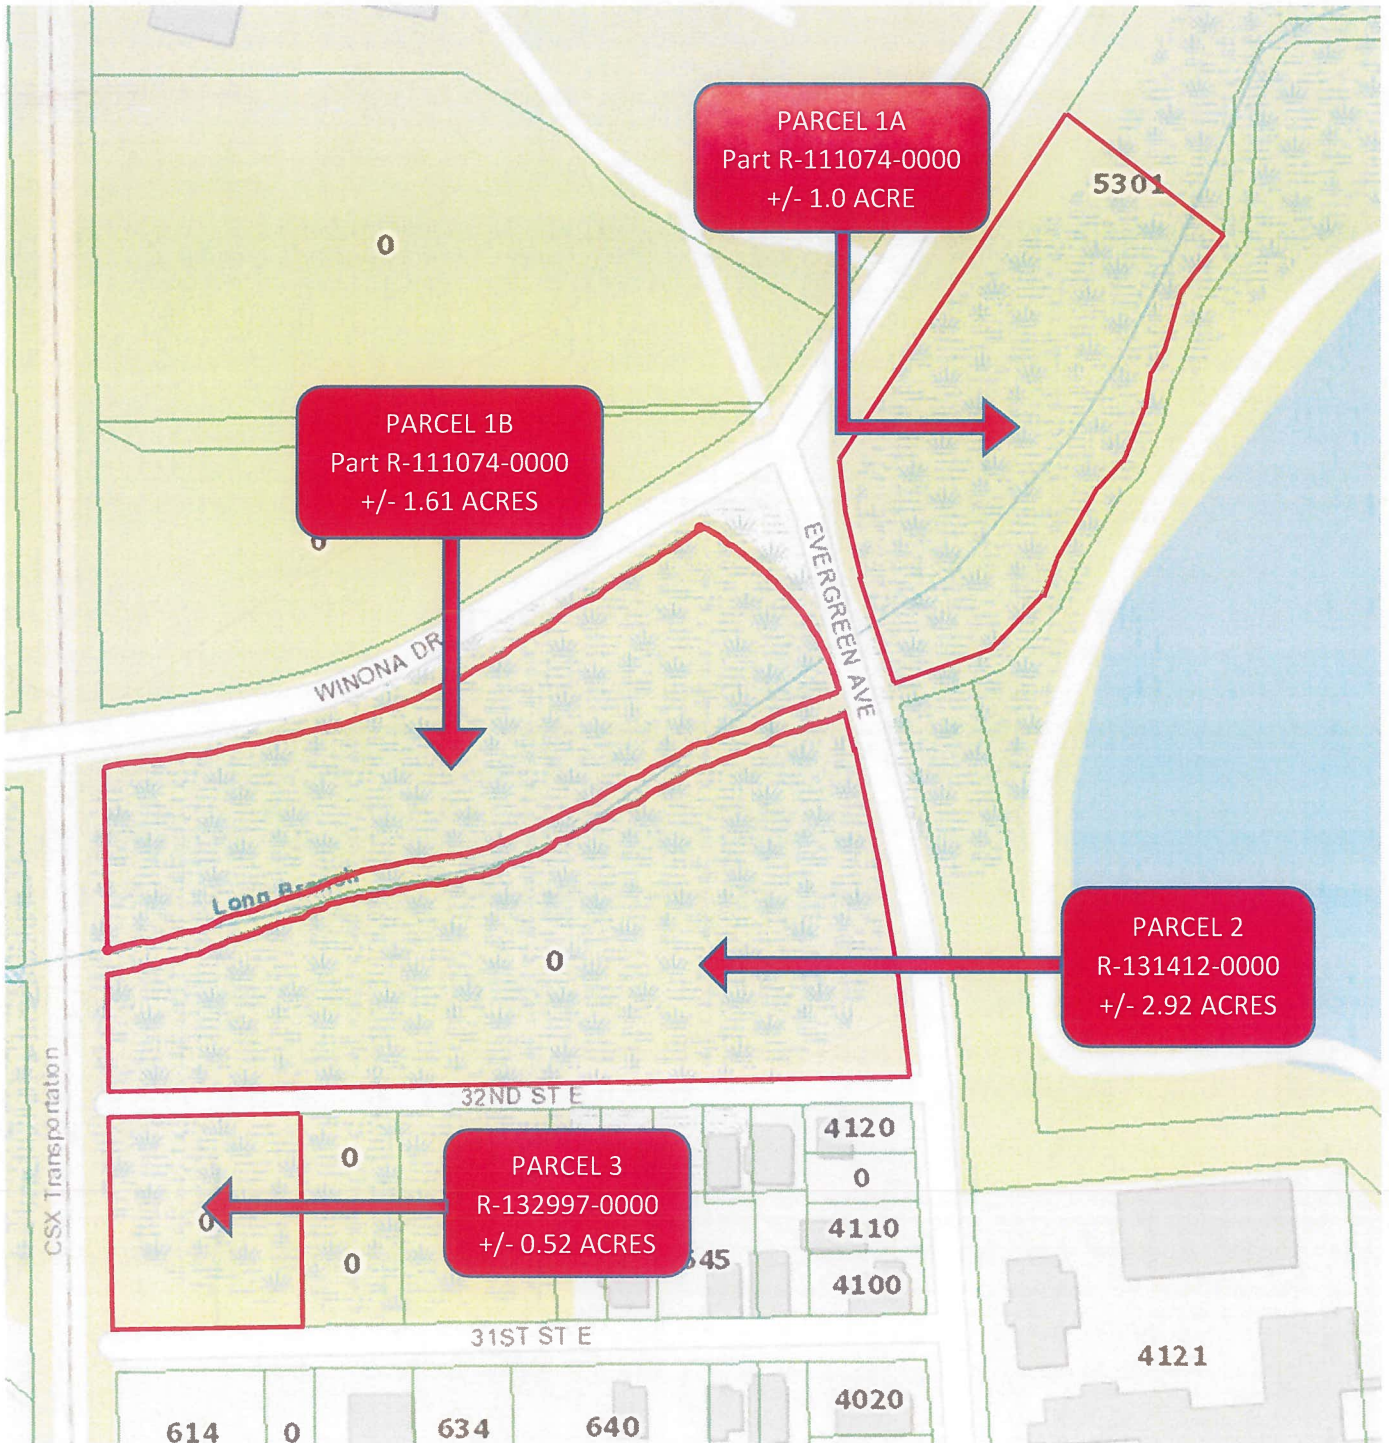 PARCEL 1A
Part R-111074-0000
+/- 1.0 ACRE
5301
0
PARCEL 1B
Part R-111074-0000
+/- 1.61 ACRES
0
EVERGREEN AVE
WINONA DR
Long Branch
0
PARCEL 2
R-131412-0000
+/- 2.92 ACRES
CSX Transportation
32ND ST E
0
4120
0
PARCEL 3
R-132997-0000
+/- 0.52 ACRES
0
0
4110
545
4100
31ST ST E
4121
4020
614
0
634
640